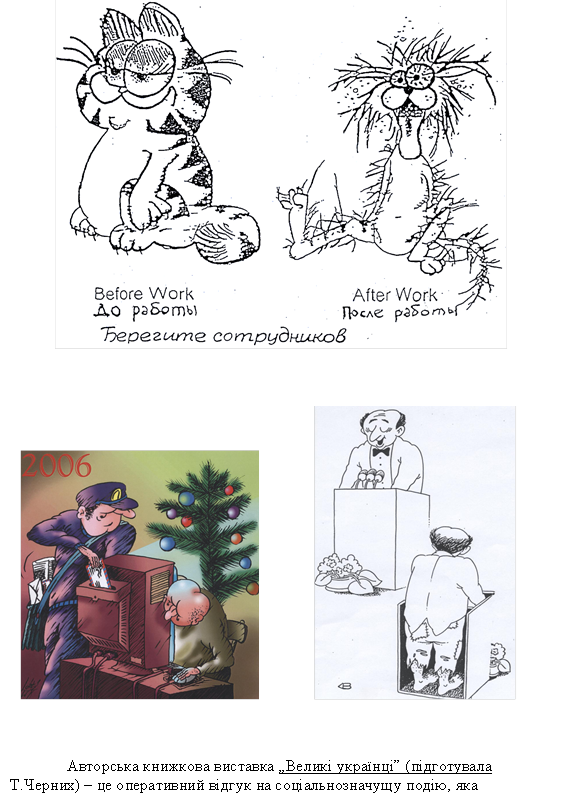 Before Work After Work
До работы После работы
Берегите сотрудников
2006
Авторська книжкова виставка „Великі українці” (підготувала
Т.Черних) – це оперативний відгук на соціальнозначущу подію, яка